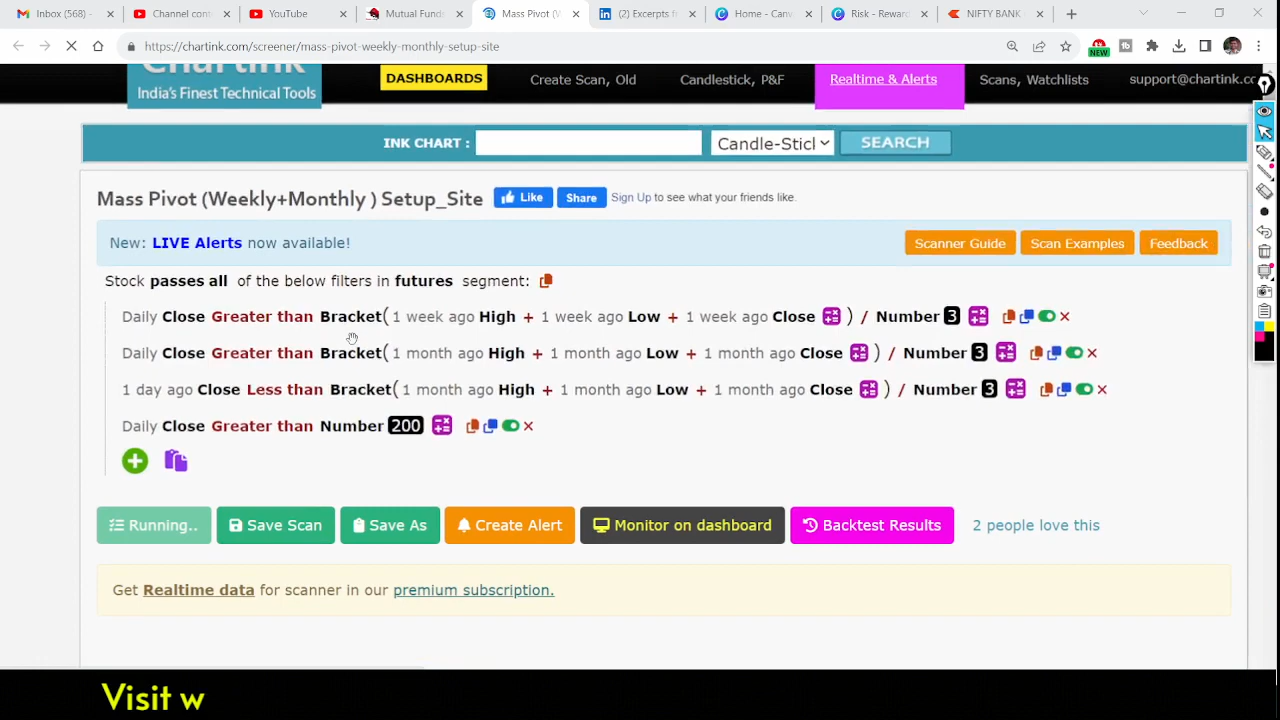 Inbox (568) -
Channel cont
YouTube
Mutual Fund
Mass Pivot (W
(2) Excerpts fr
Home - Canv
Risk - Reward
NIFTY BANK
https://chartink.com/screener/mass-pivot-weekly-monthly-setup-site
NEW
Chartink
India's Finest Technical Tools
DASHBOARDS
Create Scan, Old
Candlestick, P&F
Realtime & Alerts
Scans, Watchlists
support@chartink.cc
INK CHART :
Candle-Sticl
SEARCH
Mass Pivot (Weekly+Monthly ) Setup_Site
Like
Share
Sign Up to see what your friends like.
New: LIVE Alerts now available!
Scanner Guide
Scan Examples
Feedback
Stock passes all of the below filters in futures segment:
Daily Close Greater than Bracket( 1 week ago High + 1 week ago Low + 1 week ago Close ) / Number 3
Daily Close Greater than Bracket( 1 month ago High + 1 month ago Low + 1 month ago Close ) / Number 3
1 day ago Close Less than Bracket( 1 month ago High + 1 month ago Low + 1 month ago Close ) / Number 3
Daily Close Greater than Number 200
Running..
Save Scan
Save As
Create Alert
Monitor on dashboard
Backtest Results
2 people love this
Get Realtime data for scanner in our premium subscription.
Visit w